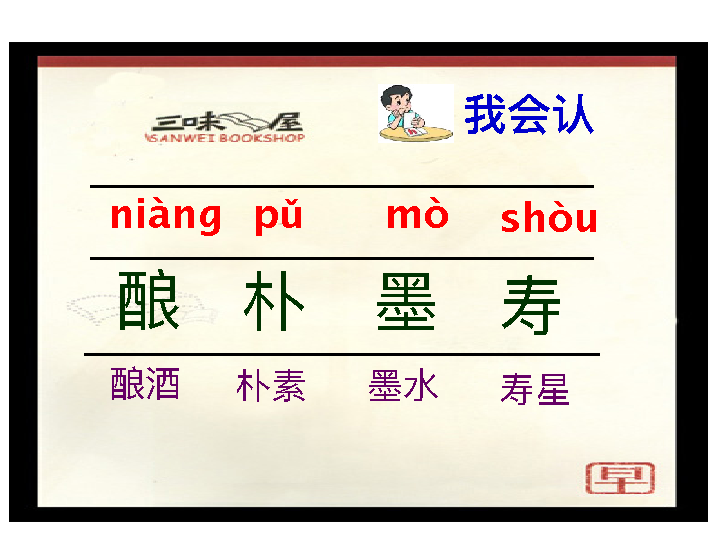 三味屋
SANWEI BOOKSHOP
我会认
niàng pǔ mò shòu
酿 朴 墨 寿
酿酒 朴素 墨水 寿星
早